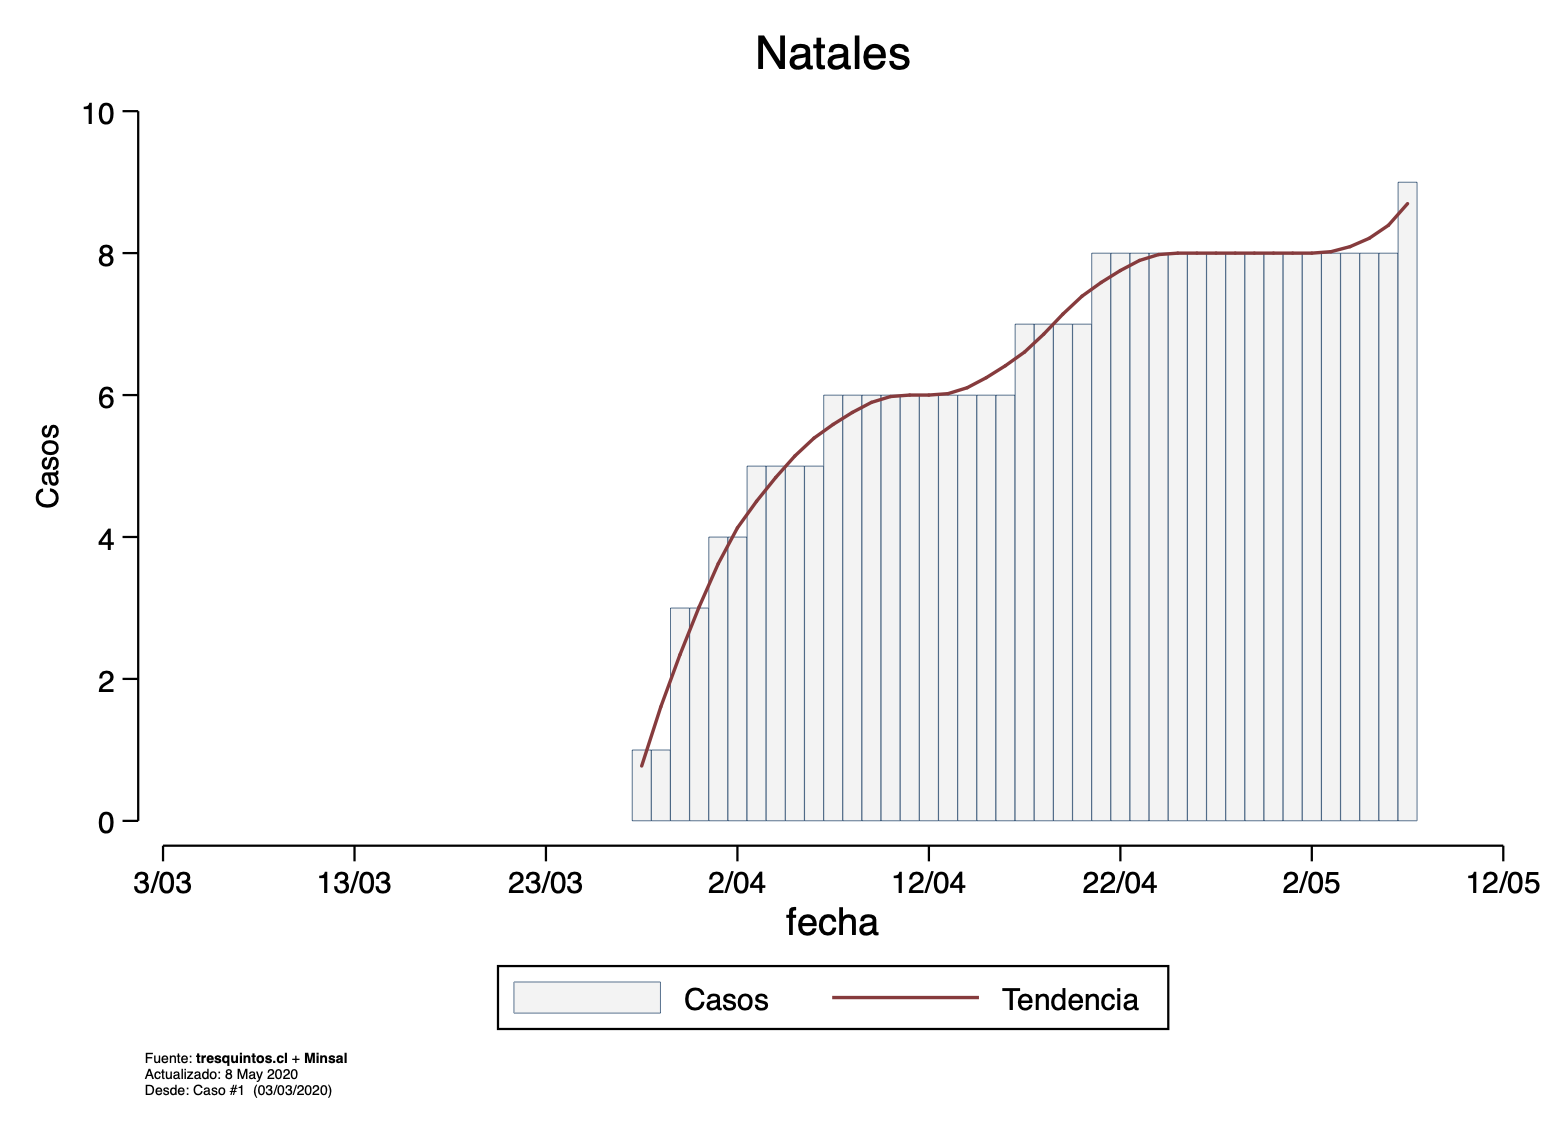 Natales
10
8
6
4
2
0
Casos
3/03 13/03 23/03 2/04 12/04 22/04 2/05 12/05
fecha
Casos Tendencia
Fuente: tresquintos.cl + Minsal
Actualizado: 8 May 2020
Desde: Caso #1 (03/03/2020)